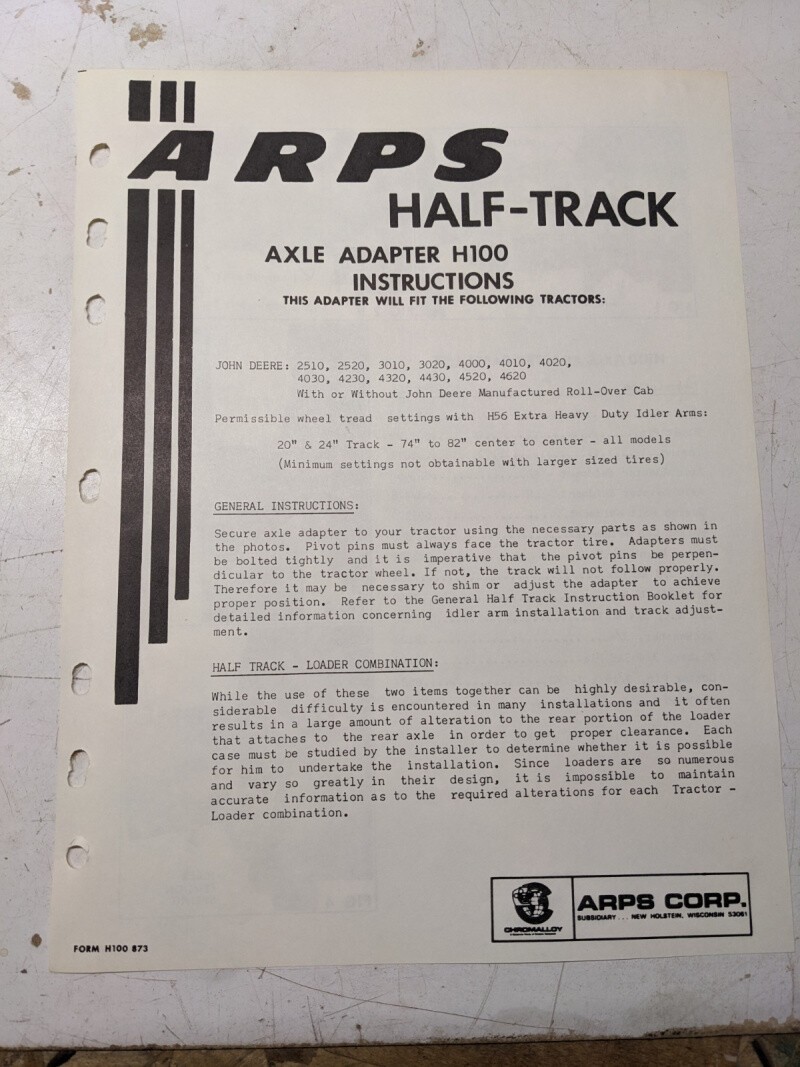 ARPS
HALF-TRACK
AXLE ADAPTER H100
INSTRUCTIONS
THIS ADAPTER WILL FIT THE FOLLOWING TRACTORS:
JOHN DEERE: 2510, 2520, 3010, 3020, 4000, 4010, 4020,
4030, 4230, 4320, 4430, 4520, 4620
With or Without John Deere Manufactured Roll-Over Cab
Permissible wheel tread settings with H56 Extra Heavy Duty Idler Arms:
20" & 24" Track - 74" to 82" center to center - all models
(Minimum settings not obtainable with larger sized tires)
GENERAL INSTRUCTIONS:
Secure axle adapter to your tractor using the necessary parts as shown in
the photos. Pivot pins must always face the tractor tire. Adapters must
be bolted tightly and it is imperative that the pivot pins be perpen-
dicular to the tractor wheel. If not, the track will not follow properly.
Therefore it may be necessary to shim or adjust the adapter to achieve
proper position. Refer to the General Half Track Instruction Booklet for
detailed information concerning idler arm installation and track adjust-
ment.
HALF TRACK - LOADER COMBINATION:
While the use of these two items together can be highly desirable, con-
siderable difficulty is encountered in many installations and it often
results in a large amount of alteration to the rear portion of the loader
that attaches to the rear axle in order to get proper clearance. Each
case must be studied by the installer to determine whether it is possible
for him to undertake the installation. Since loaders are so numerous
and vary so greatly in their design, it is impossible to maintain
accurate information as to the required alterations for each Tractor -
Loader combination.
CHROMALLOY
ARPS CORP.
SUBSIDIARY... NEW HOLSTEIN, WISCONSIN 53061
FORM H100 873